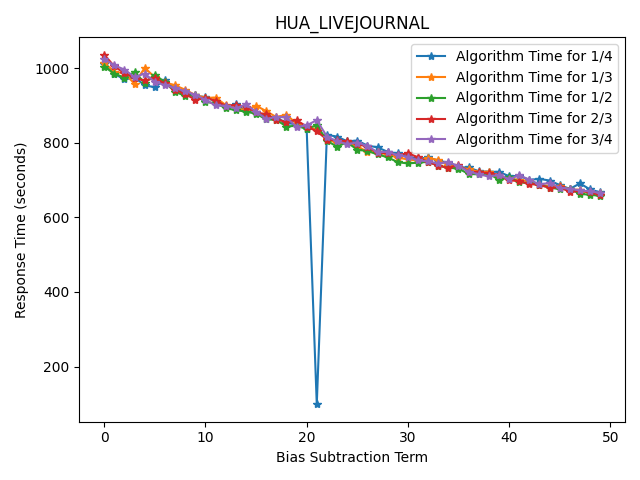 HUA_LIVEJOURNAL
Algorithm Time for 1/4
Algorithm Time for 1/3
Algorithm Time for 1/2
Algorithm Time for 2/3
Algorithm Time for 3/4
Response Time (seconds)
1000
800
600
400
200
0 10 20 30 40 50
Bias Subtraction Term